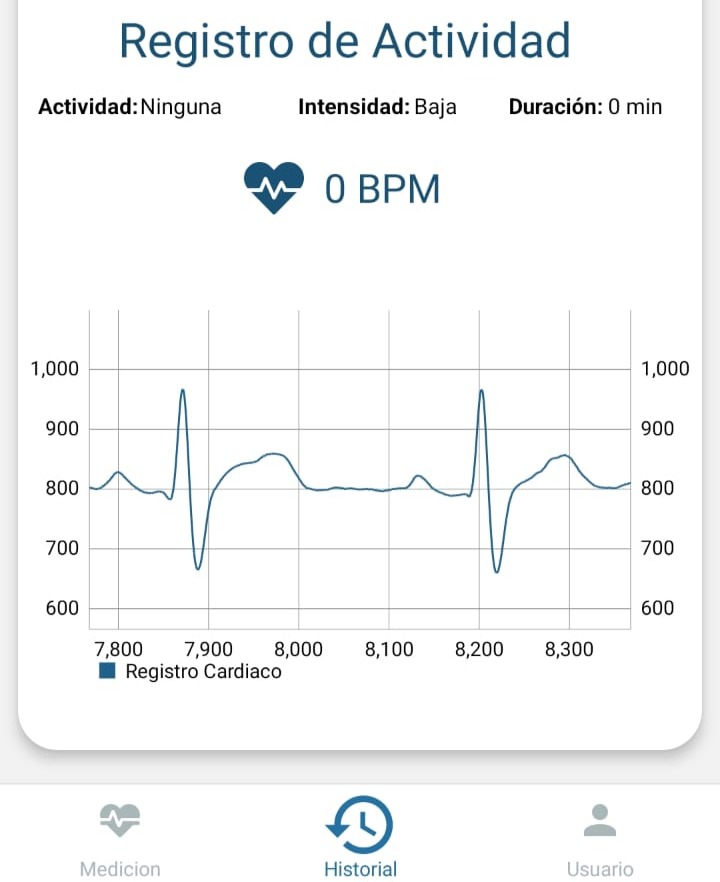 Registro de Actividad
Actividad:Ninguna Intensidad: Baja Duración: 0 min
0 BPM
1,000 1,000
900 900
800 800
700 700
600 600
7,800 7,900 8,000 8,100 8,200 8,300
Registro Cardiaco
Medicion Historial Usuario